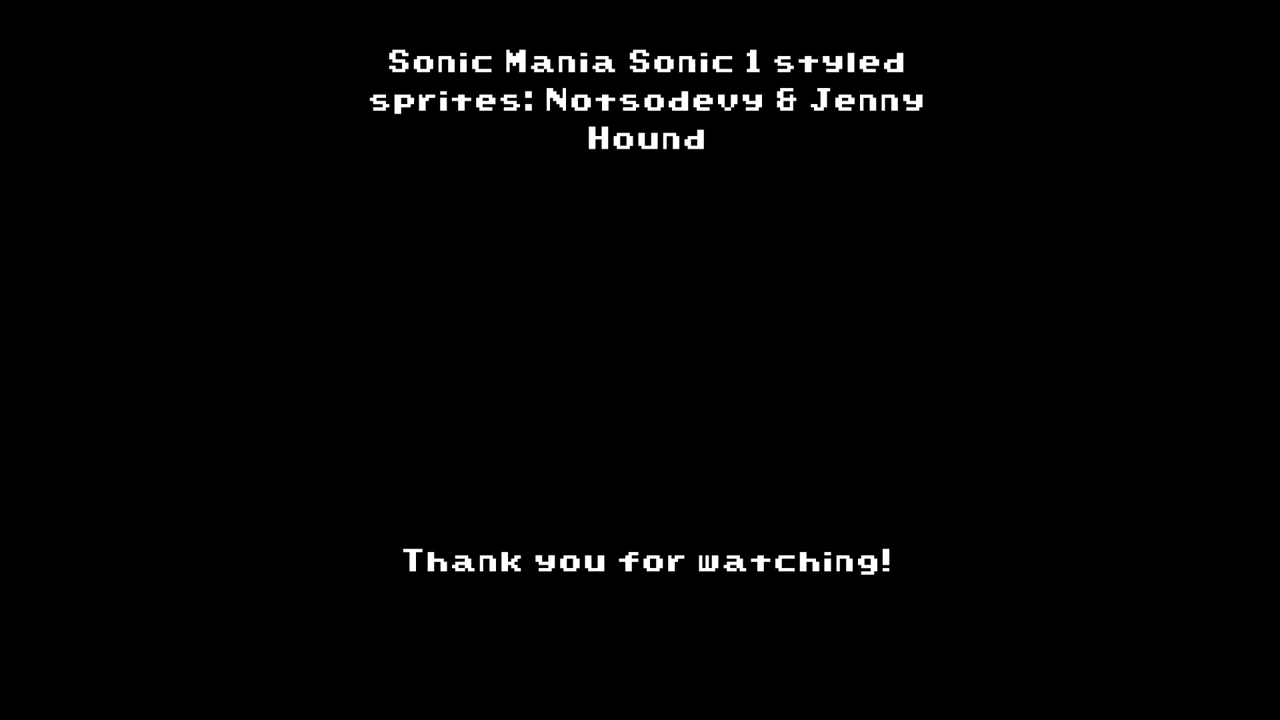 Sonic Mania Sonic 1 styled
sprites: Notsodevy & Jenny
Hound
Thank you for watching!